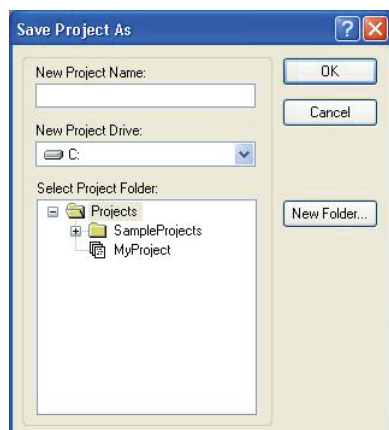 Save Project As
New Project Name:
OK
Cancel
New Project Drive:
C:
Select Project Folder:
Projects
New Folder...
SampleProjects
MyProject